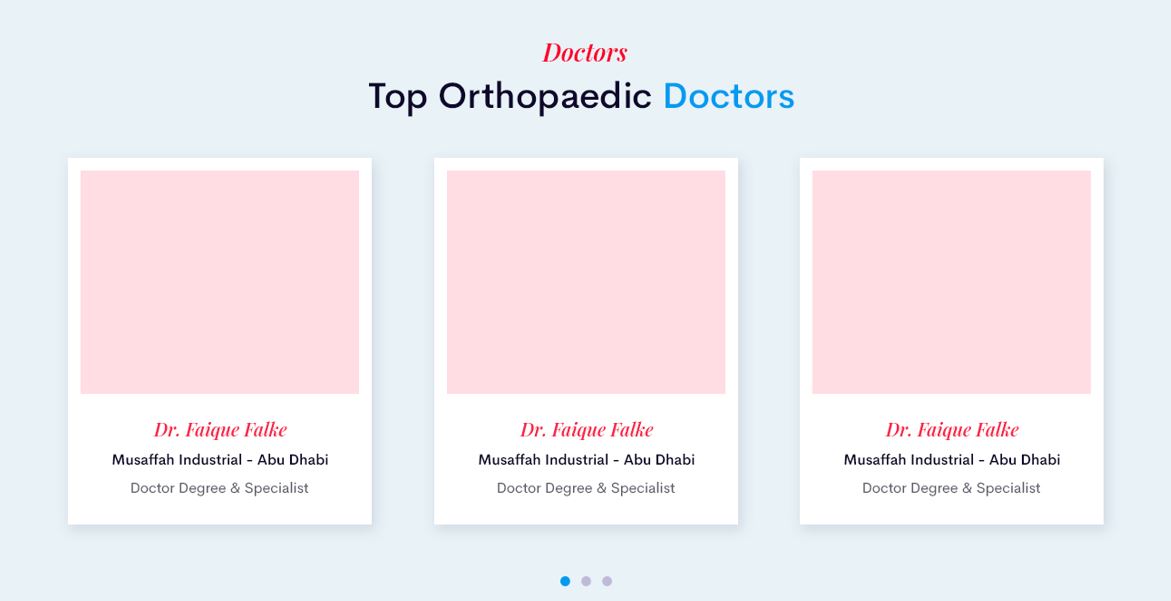 Doctors
Top Orthopaedic Doctors
Dr. Faique Falke
Musaffah Industrial - Abu Dhabi
Doctor Degree & Specialist
Dr. Faique Falke
Musaffah Industrial - Abu Dhabi
Doctor Degree & Specialist
Dr. Faique Falke
Musaffah Industrial - Abu Dhabi
Doctor Degree & Specialist